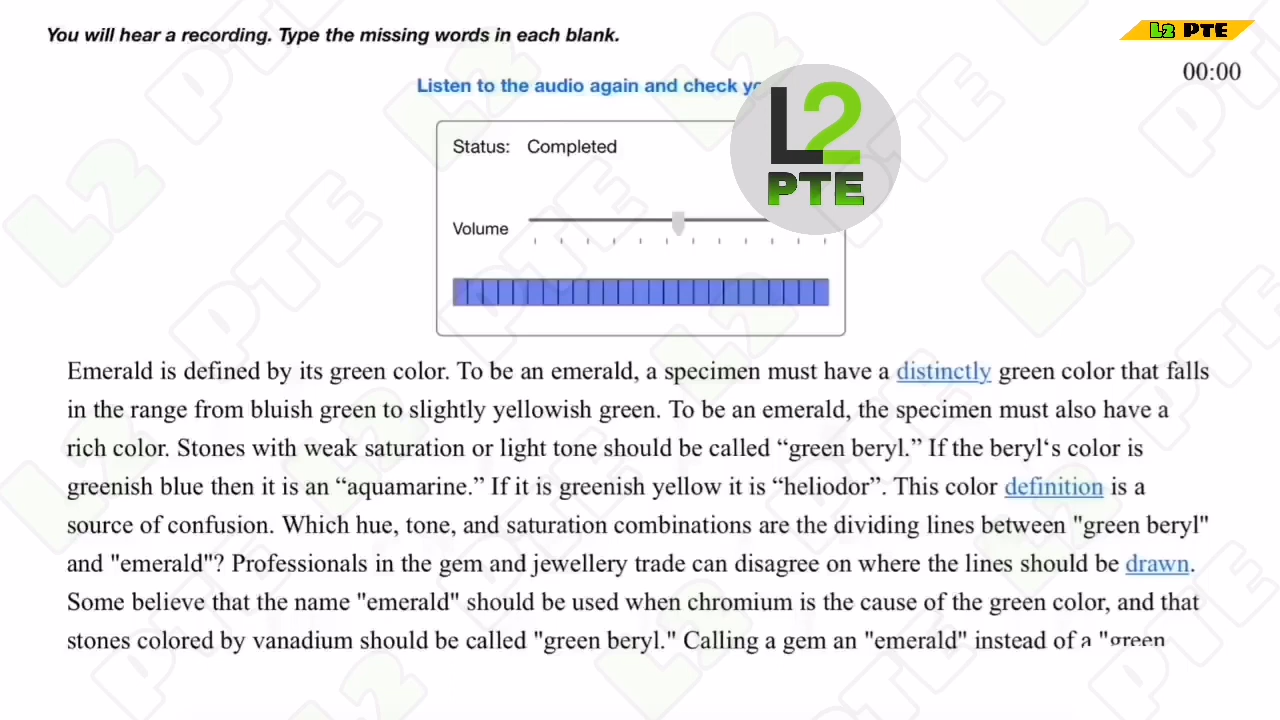 You will hear a recording. Type the missing words in each blank.
L2 PTE
00:00
Listen to the audio again and check
L2
PTE
Status: Completed
Volume
Emerald is defined by its green color. To be an emerald, a specimen must have a distinctly green color that falls
in the range from bluish green to slightly yellowish green. To be an emerald, the specimen must also have a
rich color. Stones with weak saturation or light tone should be called “green beryl.” If the beryl‘s color is
greenish blue then it is an “aquamarine.” If it is greenish yellow it is “heliodor”. This color definition is a
source of confusion. Which hue, tone, and saturation combinations are the dividing lines between "green beryl"
and "emerald"? Professionals in the gem and jewellery trade can disagree on where the lines should be drawn.
Some believe that the name "emerald" should be used when chromium is the cause of the green color, and that
stones colored by vanadium should be called "green beryl." Calling a gem an "emerald" instead of a "green